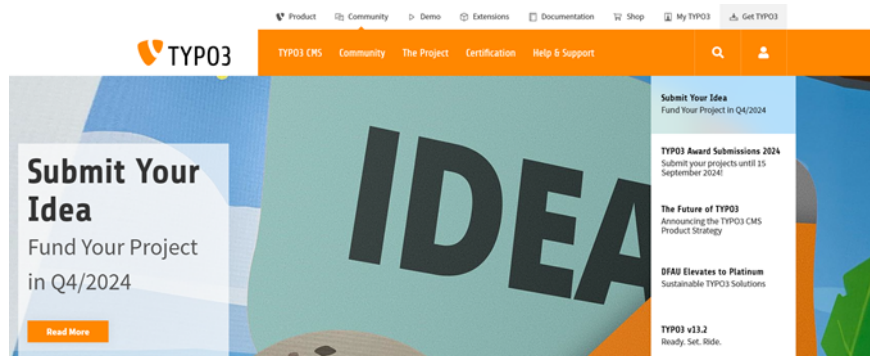 Product Community Demo Extensions Documentation Shop My TYPO3 Get TYPO3
TYPO3
TYPO3 CMS Community The Project Certification Help & Support
Submit Your
Idea
Fund Your Project
in Q4/2024
Read More
IDEA
Submit Your Idea
Fund Your Project in Q4/2024
TYPO3 Award Submissions 2024
Submit your projects until 15
September 2024!
The Future of TYPO3
Announcing the TYPO3 CMS
Product Strategy
DFAU Elevates to Platinum
Sustainable TYPO3 Solutions
TYPO3 v13.2
Ready. Set. Ride.